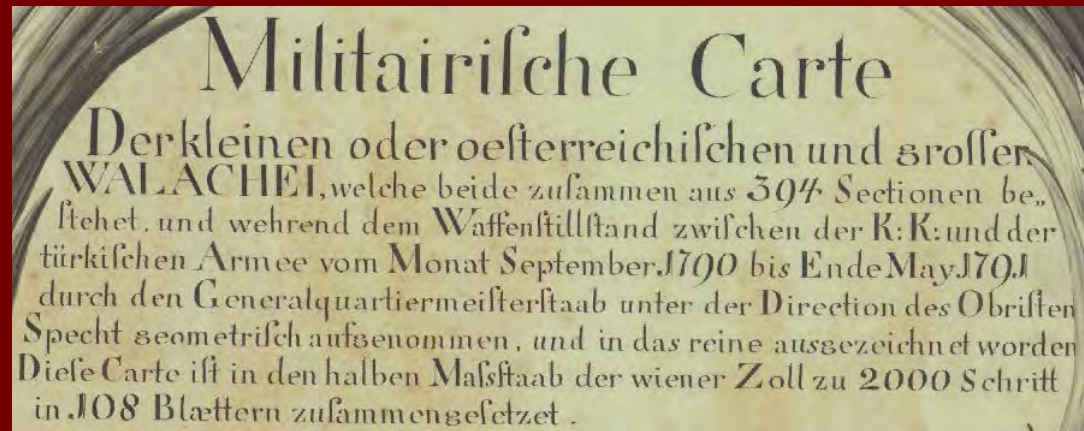 Militairiſche Carte
Der kleinen oder oeſterreichiſchen und groſſen
WALACHEI, welche beide zuſammen aus 394 Sectionen be„
ſtehet, und wehrend dem Waffenſtillſtand zwiſchen der K: K: und der
türkiſchen Armee vom Monat September 1790 bis Ende May 1791
durch den Generalquartiermeiſterſtaab unter der Direction des Obriſten
Specht geometriſch aufgenommen, und in das reine ausgezeichnet worden
Dieſe Carte iſt in den halben Maſsſtaab der wiener Zoll zu 2000 Schritt
in 108 Blættern zuſammengeſetzet.